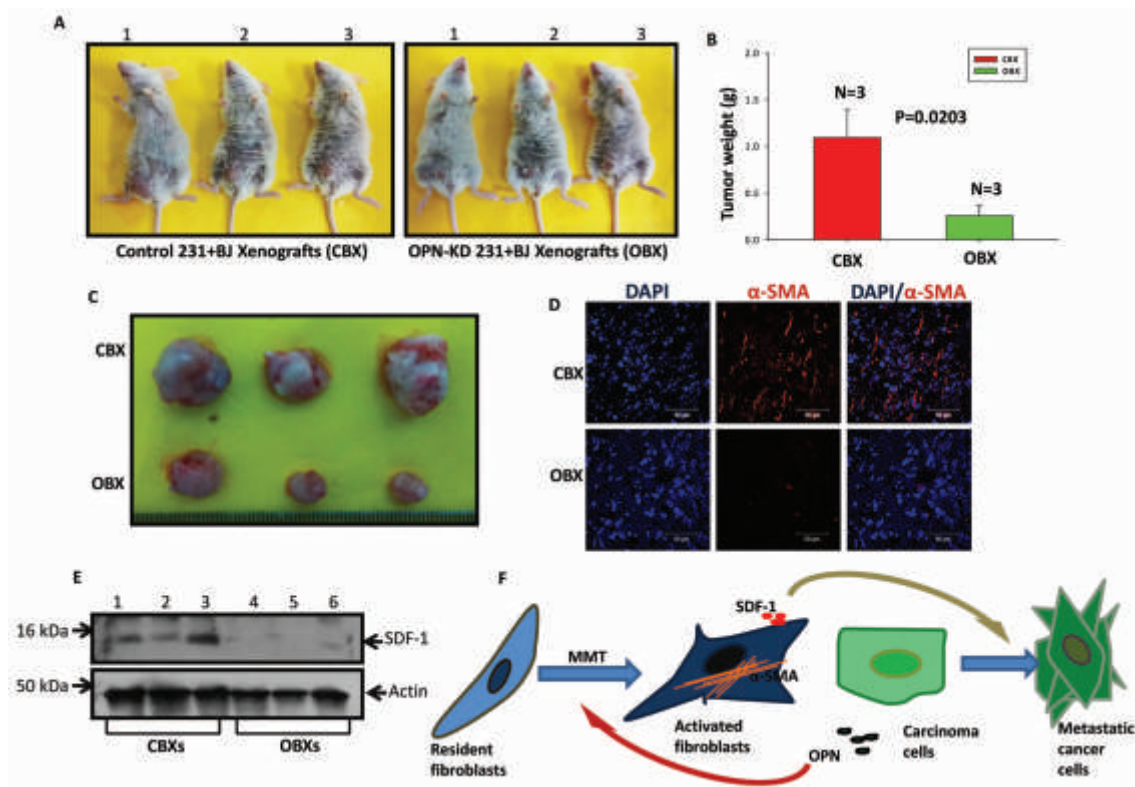 A
1 2 3
1 2 3
Control 231+BJ Xenografts (CBX)
OPN-KD 231+BJ Xenografts (OBX)
B
2.0
1.5
1.0
0.5
0.0
Tumor weight (g)
CBX
OBX
N=3
P=0.0203
N=3
CBX
OBX
C
CBX
OBX
D
DAPI
α-SMA
DAPI/α-SMA
CBX
OBX
E
1 2 3 4 5 6
16 kDa
SDF-1
50 kDa
Actin
CBXs
OBXs
F
SDF-1
MMT
α-SMA
Resident
fibroblasts
Activated
fibroblasts
OPN
Carcinoma
cells
Metastatic
cancer
cells